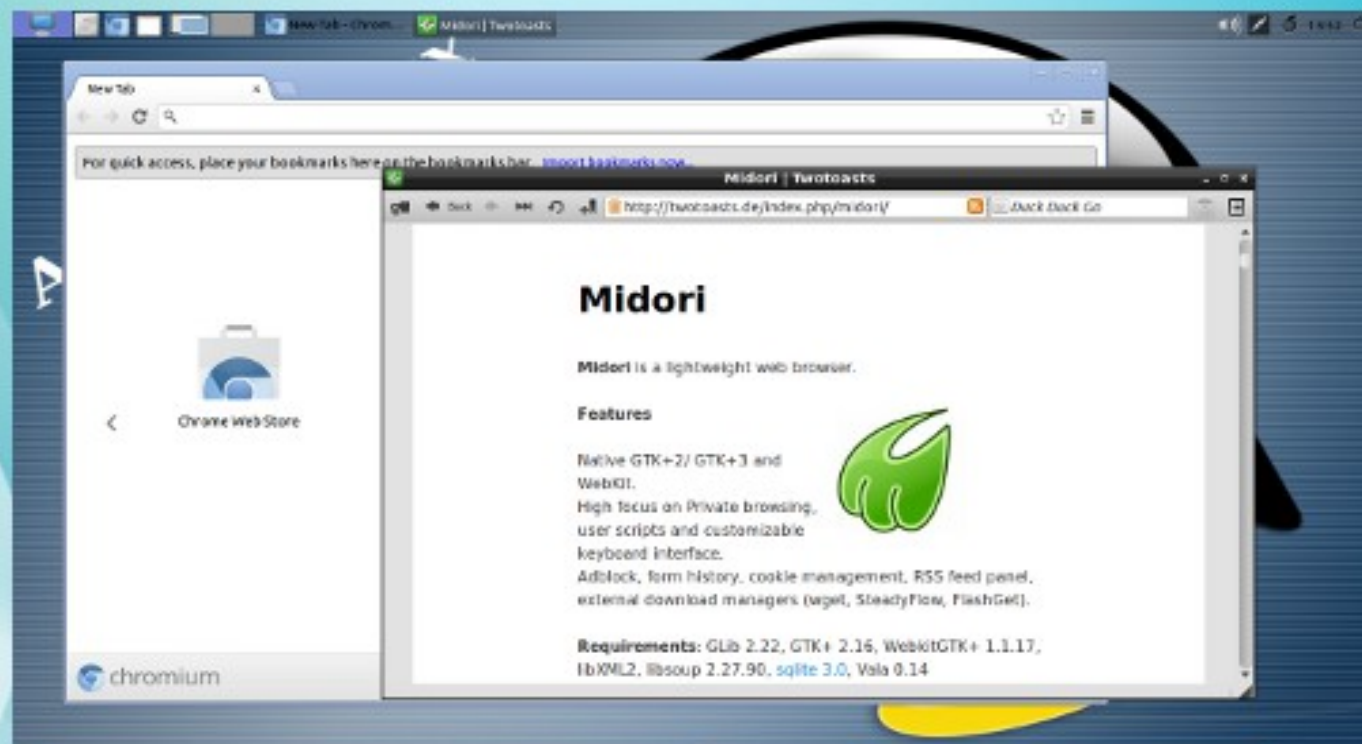 New Tab - Chrom...
Midori | Twotoasts
New Tab
For quick access, place your bookmarks here on the bookmarks bar. Import bookmarks now...
Midori | Twotoasts
Back
http://twotoasts.de/index.php/midori/
Duck Duck Go
Midori
Midori is a lightweight web browser.
Features
Native GTK+2/ GTK+3 and
WebKit.
High focus on Private browsing,
user scripts and customizable
keyboard interface.
Adblock, form history, cookie management, RSS feed panel,
external download managers (wget, SteadyFlow, FlashGet).
Requirements: GLib 2.22, GTK+ 2.16, WebkitGTK+ 1.1.17,
libXML2, libsoup 2.27.90, sqlite 3.0, Vala 0.14
Chrome Web Store
chromium